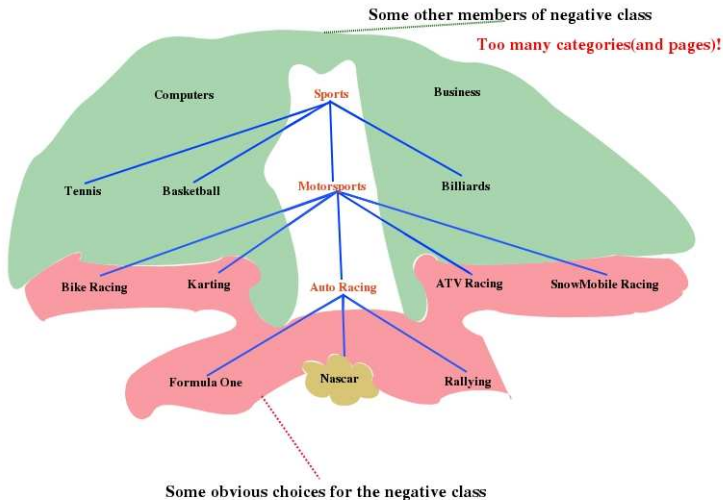 Some other members of negative class
Too many categories(and pages)!
Computers
Sports
Business
Tennis
Basketball
Motorsports
Billiards
Bike Racing
Karting
Auto Racing
ATV Racing
SnowMobile Racing
Formula One
Nascar
Rallying
Some obvious choices for the negative class